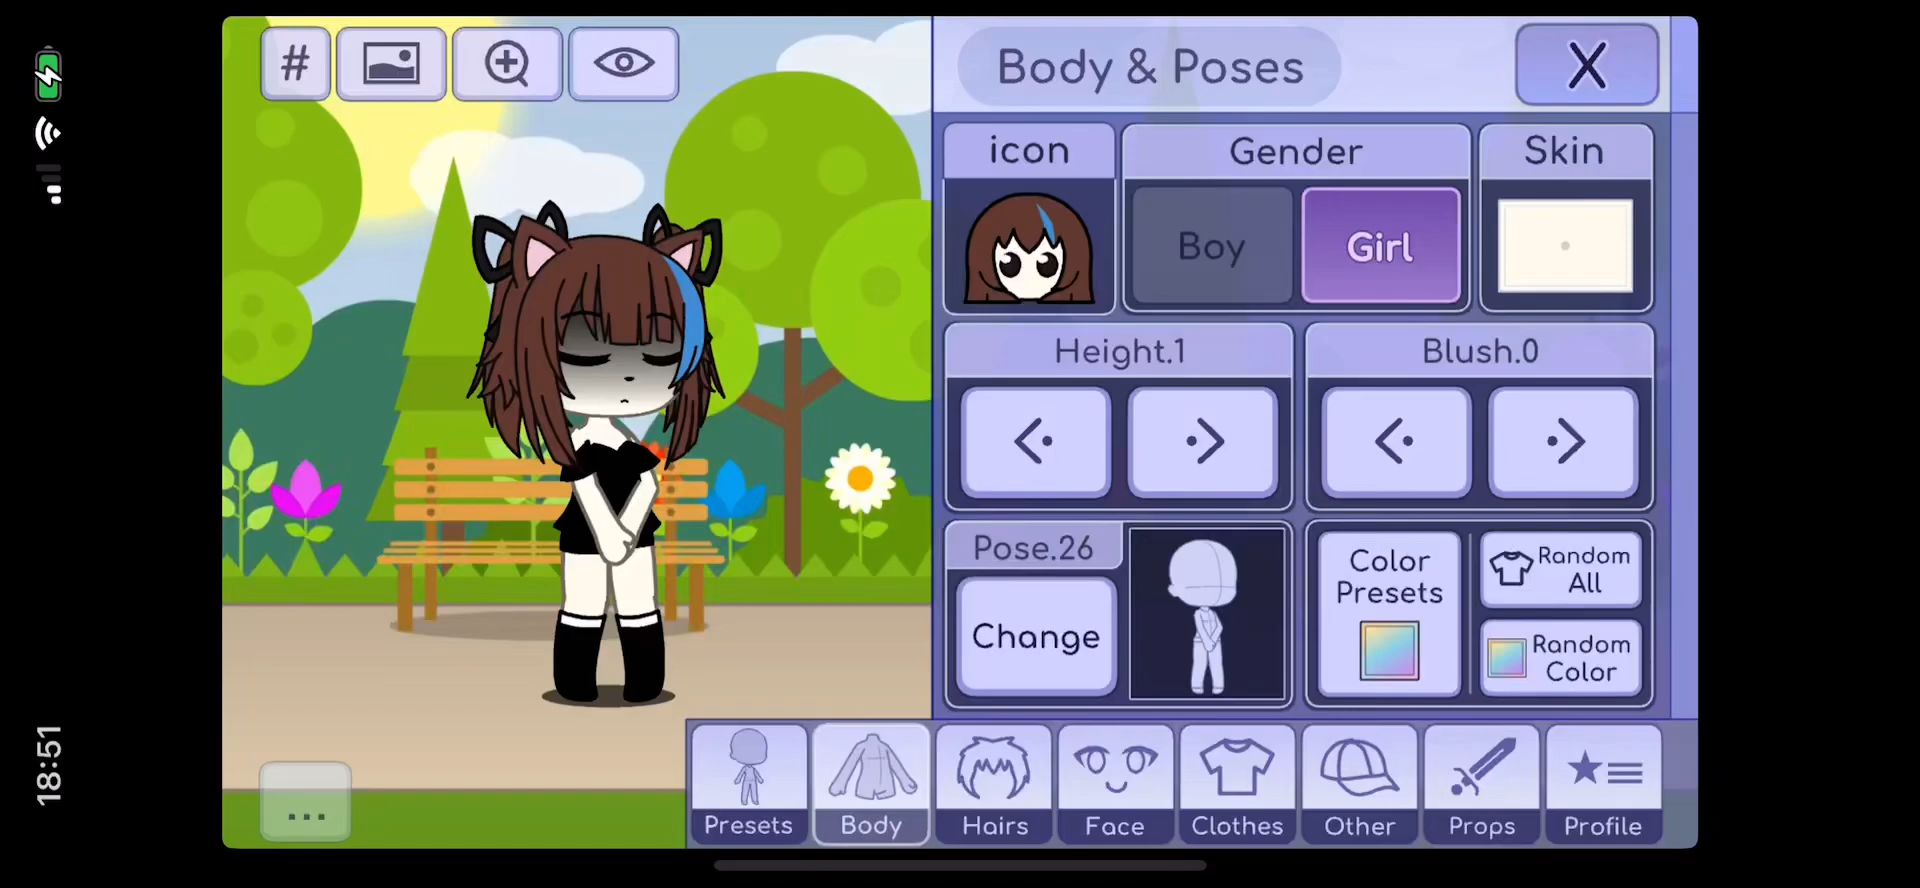 #
Body & Poses
X
icon
Gender
Skin
Boy
Girl
Height.1
Blush.0
Pose.26
Change
Color
Presets
Random
All
Random
Color
18:51
...
Presets
Body
Hairs
Face
Clothes
Other
Props
Profile